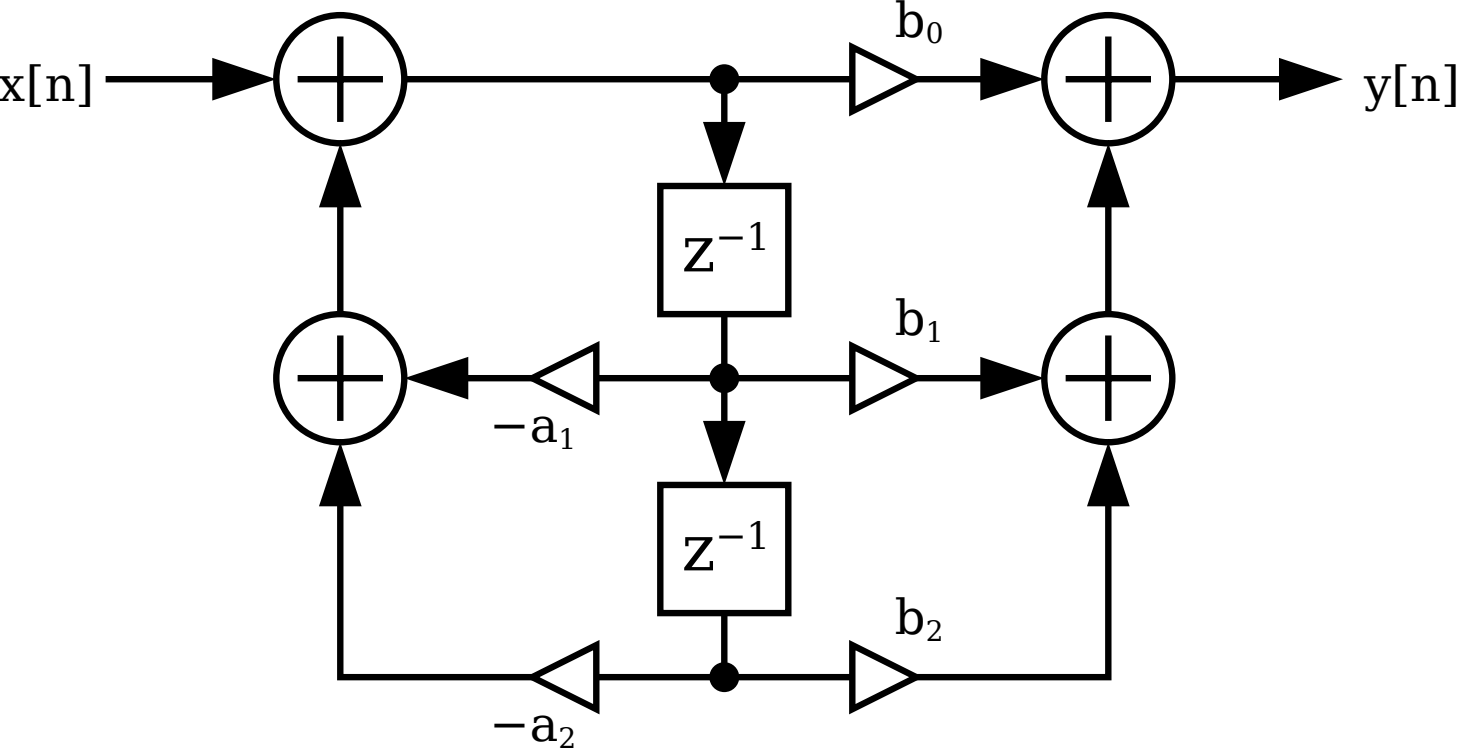 b₀
x[n] y[n]
z⁻¹
b₁
−a₁
z⁻¹
b₂
−a₂